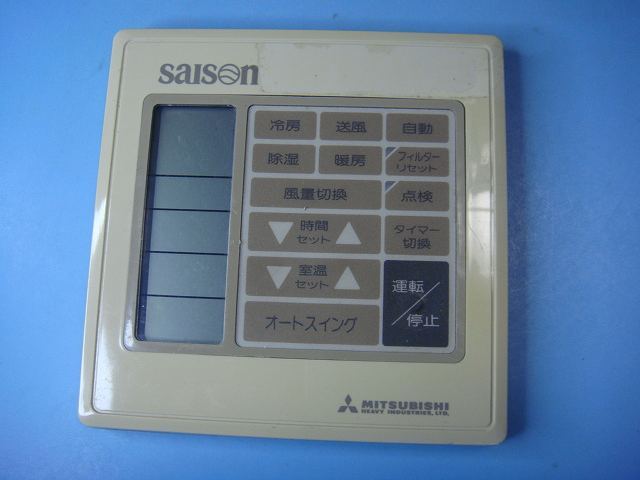 saison
冷房 送風 自動
除湿 暖房 フィルター
リセット
風量切換 点検
▽ 時間 △ タイマー
セット 切換
▽ 室温 △ 運転/
セット 停止
オートスイング
MITSUBISHI
HEAVY INDUSTRIES, LTD.